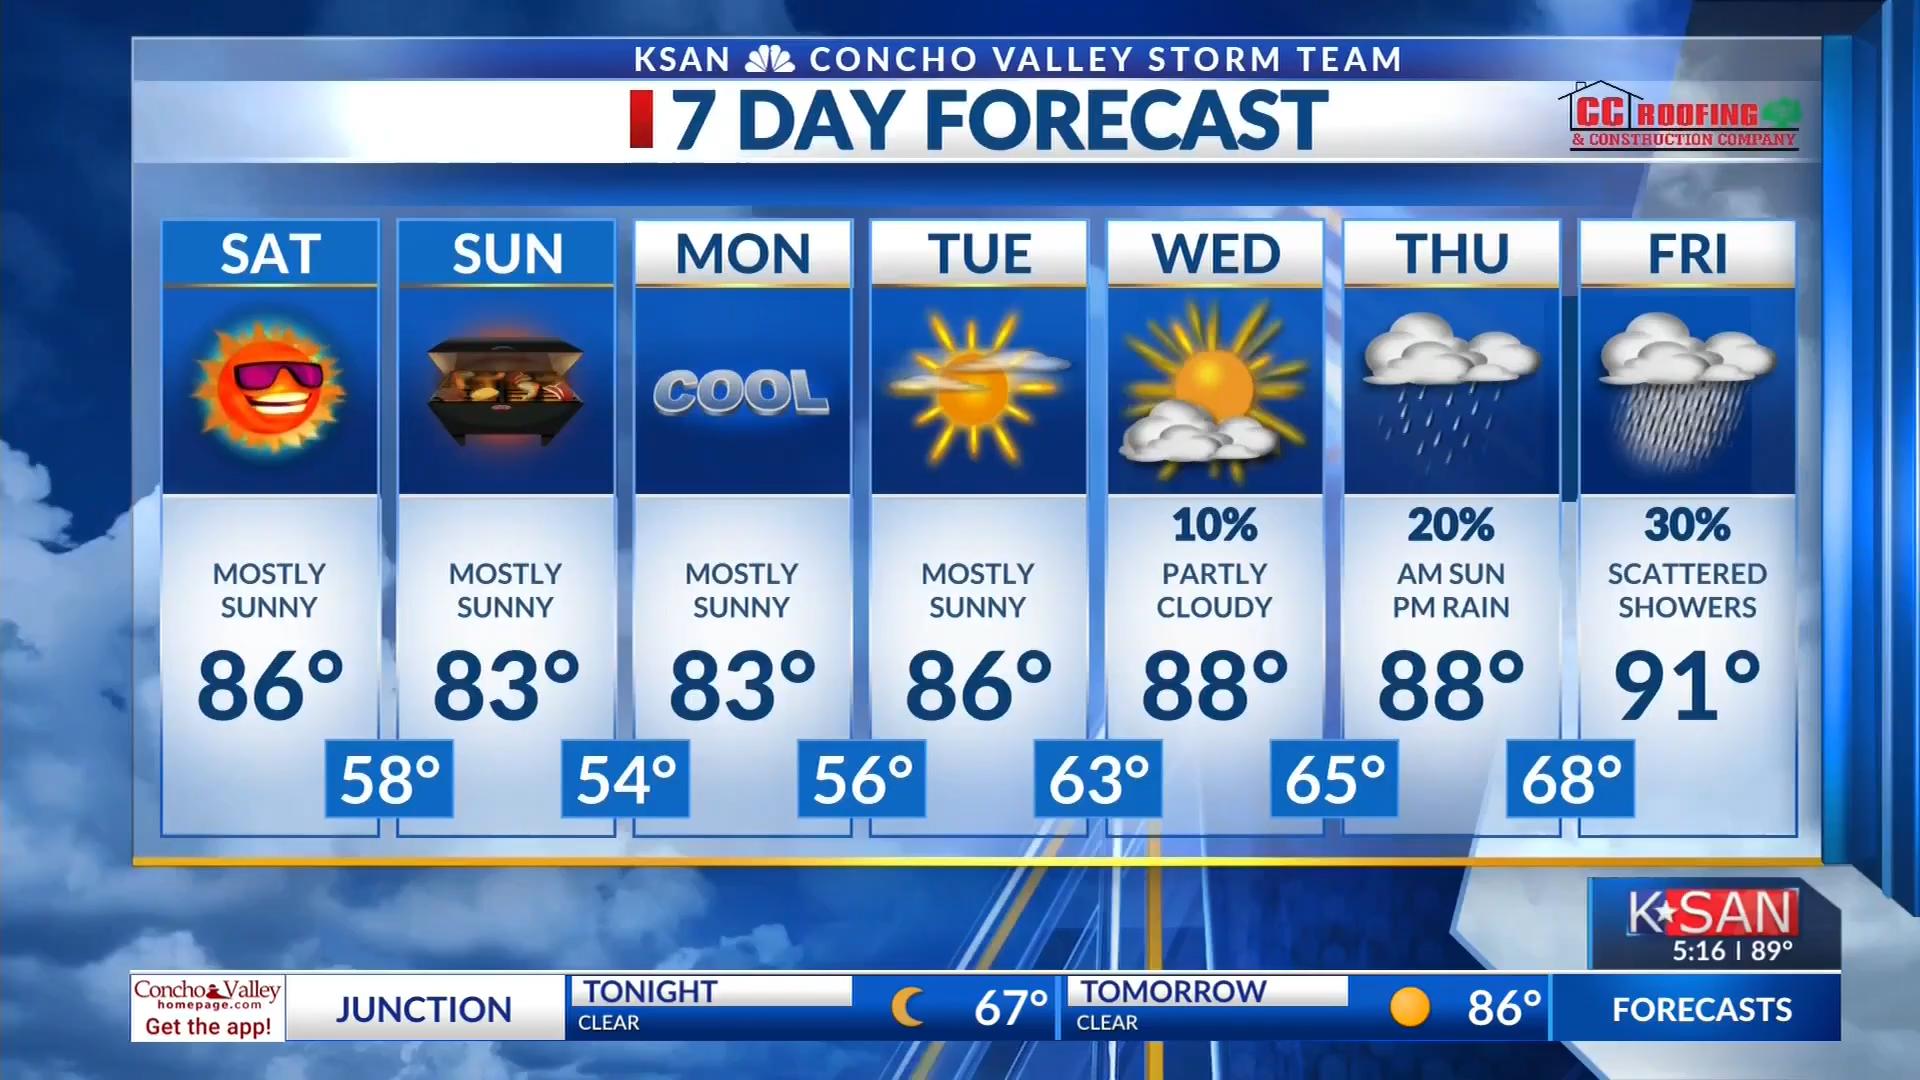 KSAN CONCHO VALLEY STORM TEAM
7 DAY FORECAST
CC ROOFING
& CONSTRUCTION COMPANY
SAT SUN MON TUE WED THU FRI
COOL
10% 20% 30%
MOSTLY MOSTLY MOSTLY MOSTLY PARTLY AM SUN SCATTERED
SUNNY SUNNY SUNNY SUNNY CLOUDY PM RAIN SHOWERS
86° 83° 83° 86° 88° 88° 91°
58° 54° 56° 63° 65° 68°
KSAN
5:16 | 89°
Concho Valley
homepage.com
Get the app!
JUNCTION
TONIGHT
CLEAR
67°
TOMORROW
CLEAR
86°
FORECASTS